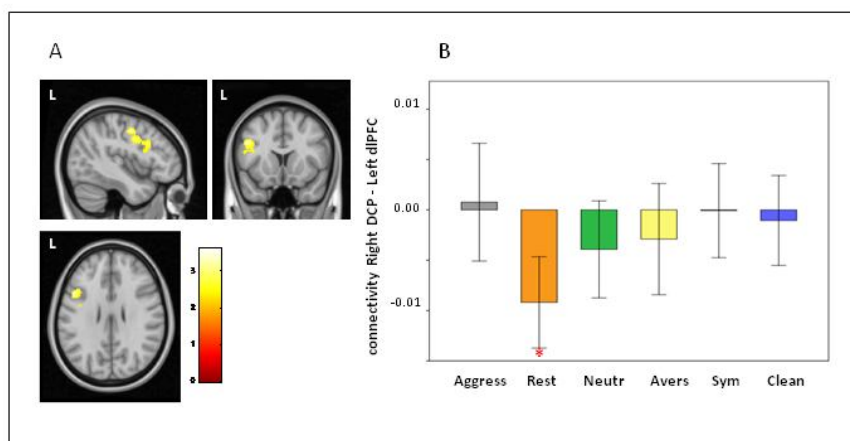 A
L
L
L
3
2
1
0
B
connectivity Right DCP - Left dlPFC
0.01
0.00
-0.01
*
Aggress Rest Neutr Avers Sym Clean